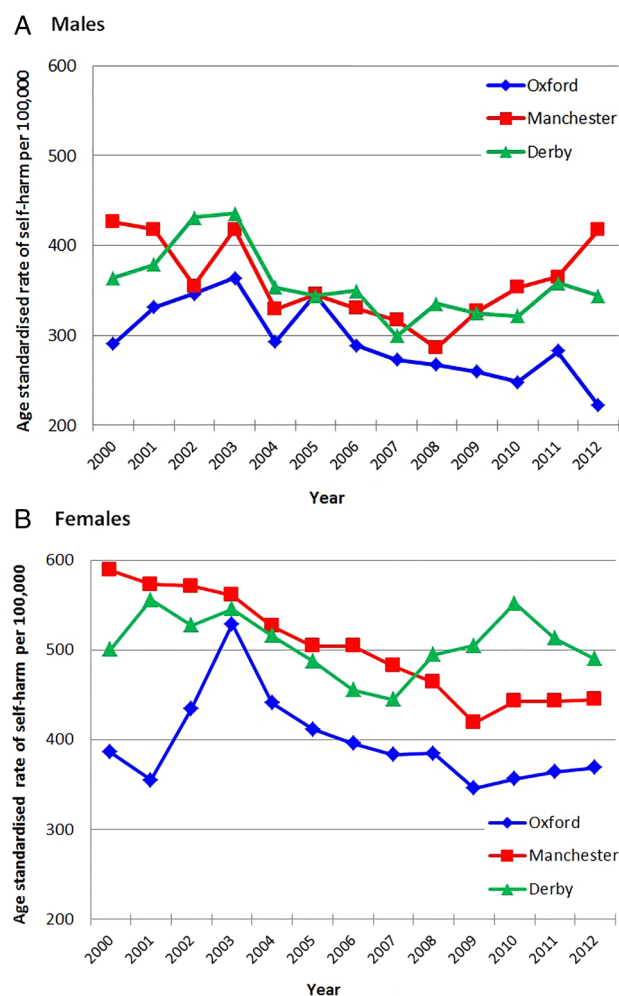 A Males
Age standardised rate of self-harm per 100,000
600
500
400
300
200
Oxford
Manchester
Derby
2000 2001 2002 2003 2004 2005 2006 2007 2008 2009 2010 2011 2012
Year
B Females
Age standardised rate of self-harm per 100,000
600
500
400
300
200
Oxford
Manchester
Derby
2000 2001 2002 2003 2004 2005 2006 2007 2008 2009 2010 2011 2012
Year